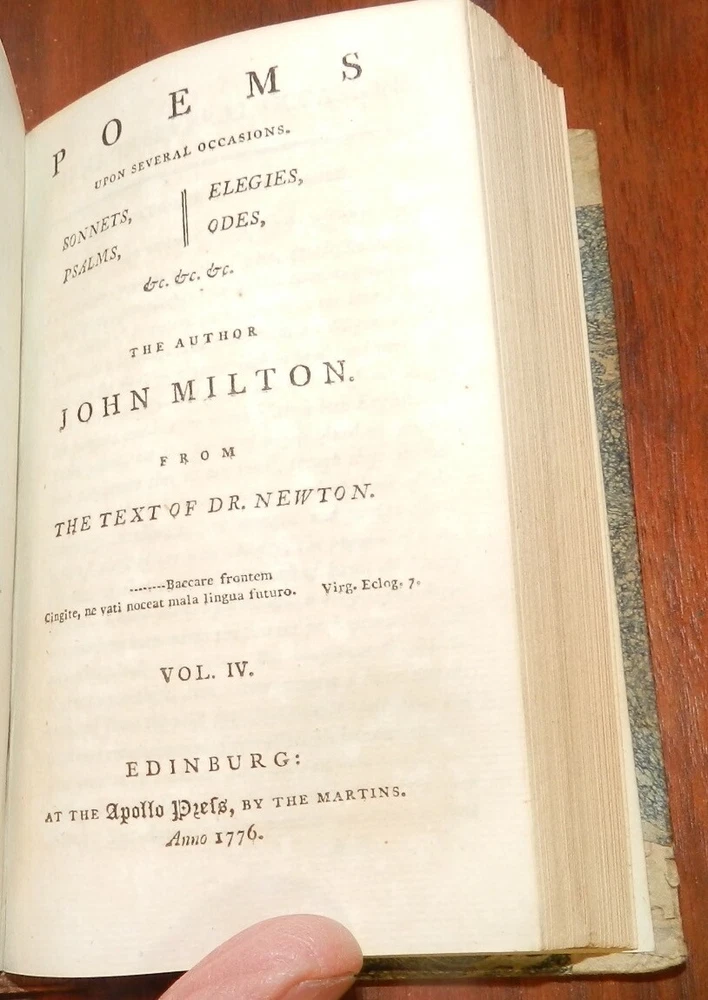 POEMS
UPON SEVERAL OCCASIONS.
SONNETS, ELEGIES,
PSALMS, ODES,
&c. &c. &c.
THE AUTHOR
JOHN MILTON.
FROM
THE TEXT OF DR. NEWTON.
--------Baccare frontem
Cingite, ne vati noceat mala lingua futuro. Virg. Eclog. 7.
VOL. IV.
EDINBURG:
AT THE Apollo Preſs, BY THE MARTINS.
Anno 1776.